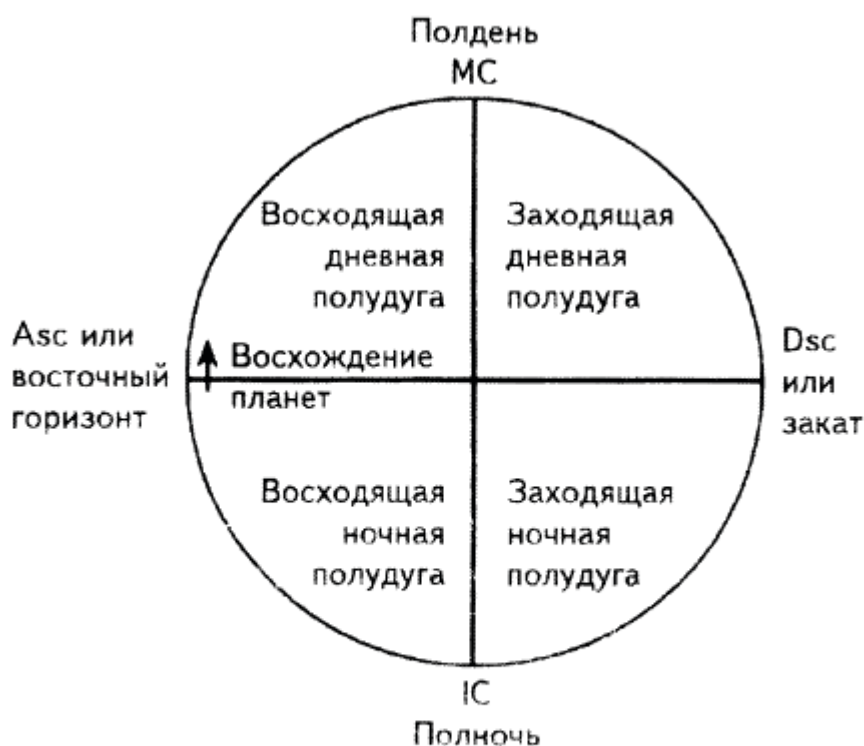 Полдень
MC
Восходящая
дневная
полудуга
Заходящая
дневная
полудуга
Asc или
восточный
горизонт
Восхождение
планет
Dsc
или
закат
Восходящая
ночная
полудуга
Заходящая
ночная
полудуга
IC
Полночь